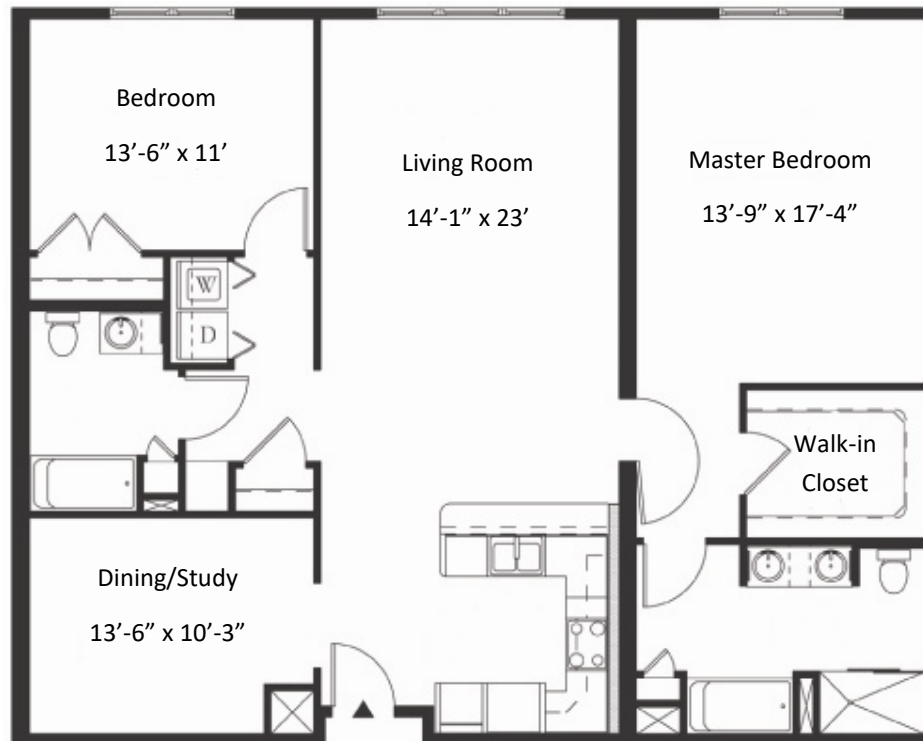 Bedroom
13’-6” x 11’
Living Room
14’-1” x 23’
Master Bedroom
13’-9” x 17’-4”
W
D
Walk-in
Closet
Dining/Study
13’-6” x 10’-3”